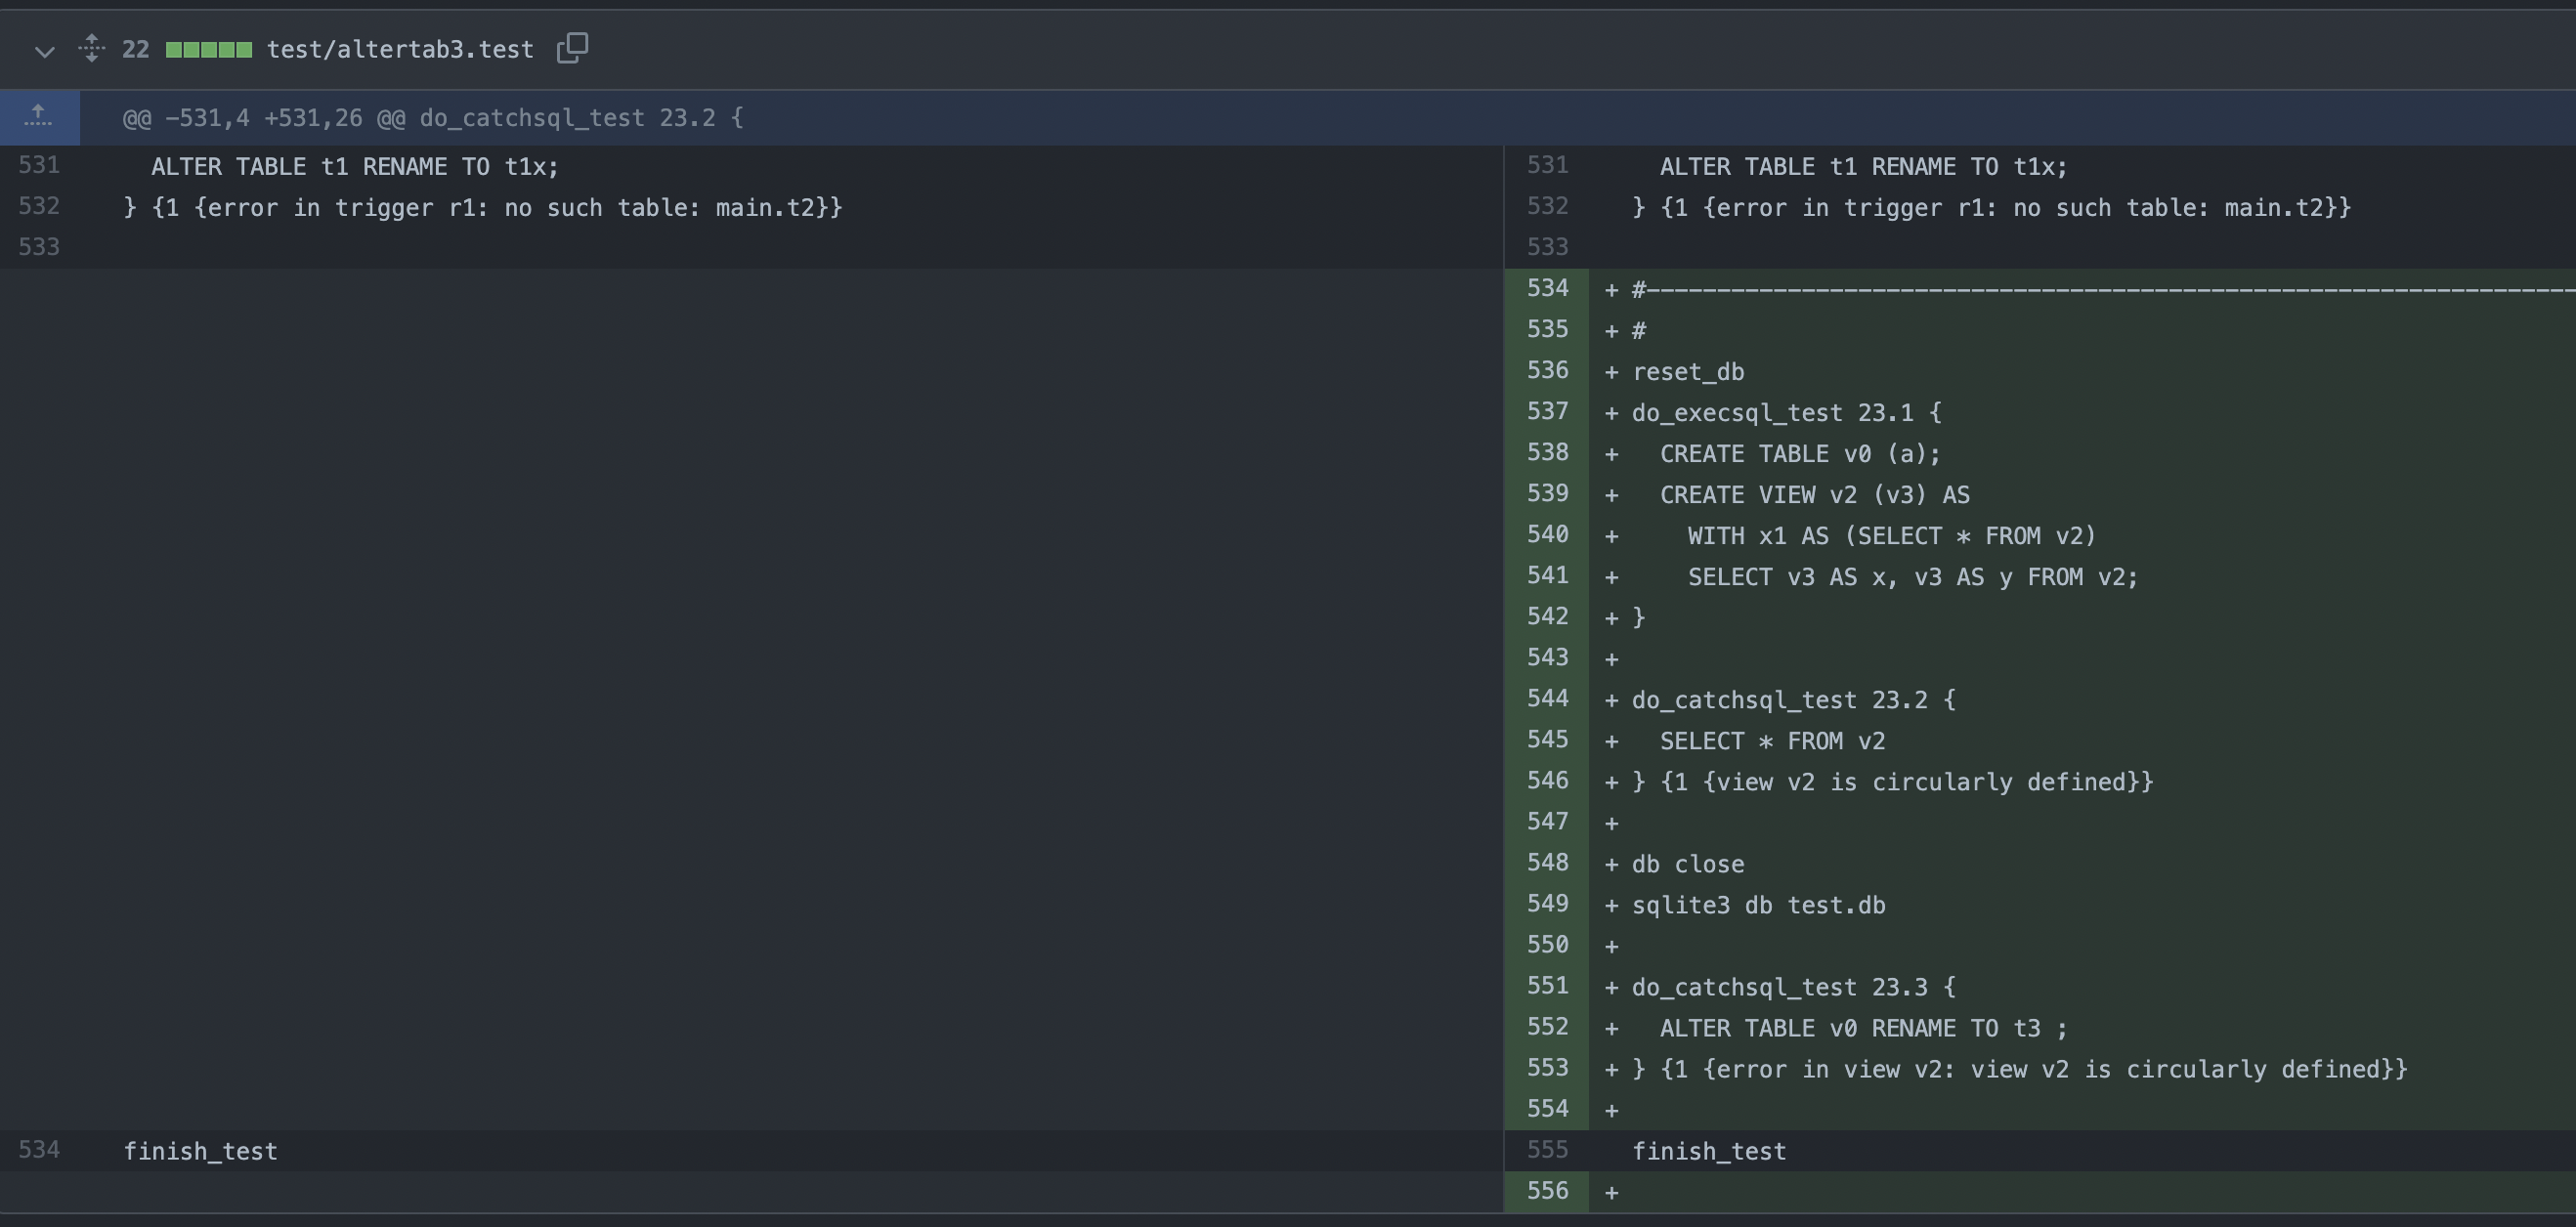 22 test/altertab3.test
@@ -531,4 +531,26 @@ do_catchsql_test 23.2 {
531   ALTER TABLE t1 RENAME TO t1x;
532 } {1 {error in trigger r1: no such table: main.t2}}
533
534 finish_test
531   ALTER TABLE t1 RENAME TO t1x;
532 } {1 {error in trigger r1: no such table: main.t2}}
533
534 + #-------------------------------------------------------------------
535 + #
536 + reset_db
537 + do_execsql_test 23.1 {
538 +   CREATE TABLE v0 (a);
539 +   CREATE VIEW v2 (v3) AS
540 +     WITH x1 AS (SELECT * FROM v2)
541 +     SELECT v3 AS x, v3 AS y FROM v2;
542 + }
543 +
544 + do_catchsql_test 23.2 {
545 +   SELECT * FROM v2
546 + } {1 {view v2 is circularly defined}}
547 +
548 + db close
549 + sqlite3 db test.db
550 +
551 + do_catchsql_test 23.3 {
552 +   ALTER TABLE v0 RENAME TO t3 ;
553 + } {1 {error in view v2: view v2 is circularly defined}}
554 +
555 finish_test
556 +